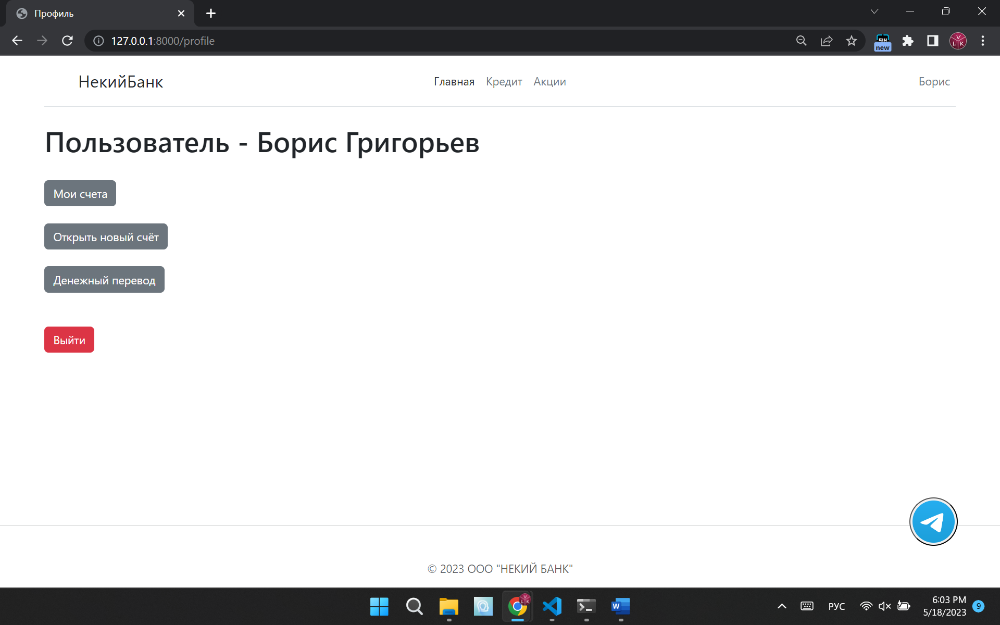 Профиль
127.0.0.1:8000/profile
new
НекийБанк
Главная Кредит Акции
Борис
Пользователь - Борис Григорьев
Мои счета
Открыть новый счёт
Денежный перевод
Выйти
© 2023 ООО "НЕКИЙ БАНК"
РУС
6:03 PM
5/18/2023
9